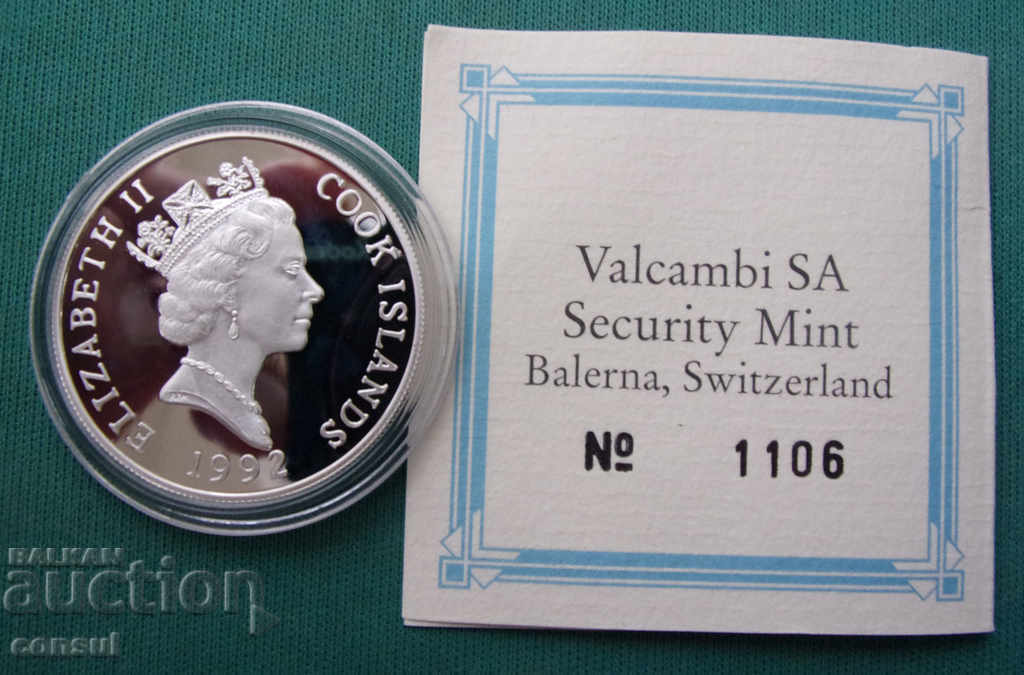 ELIZABETH II
COOK ISLANDS
1992
Valcambi SA
Security Mint
Balerna, Switzerland
№ 1106
BALKAN
auction
consul